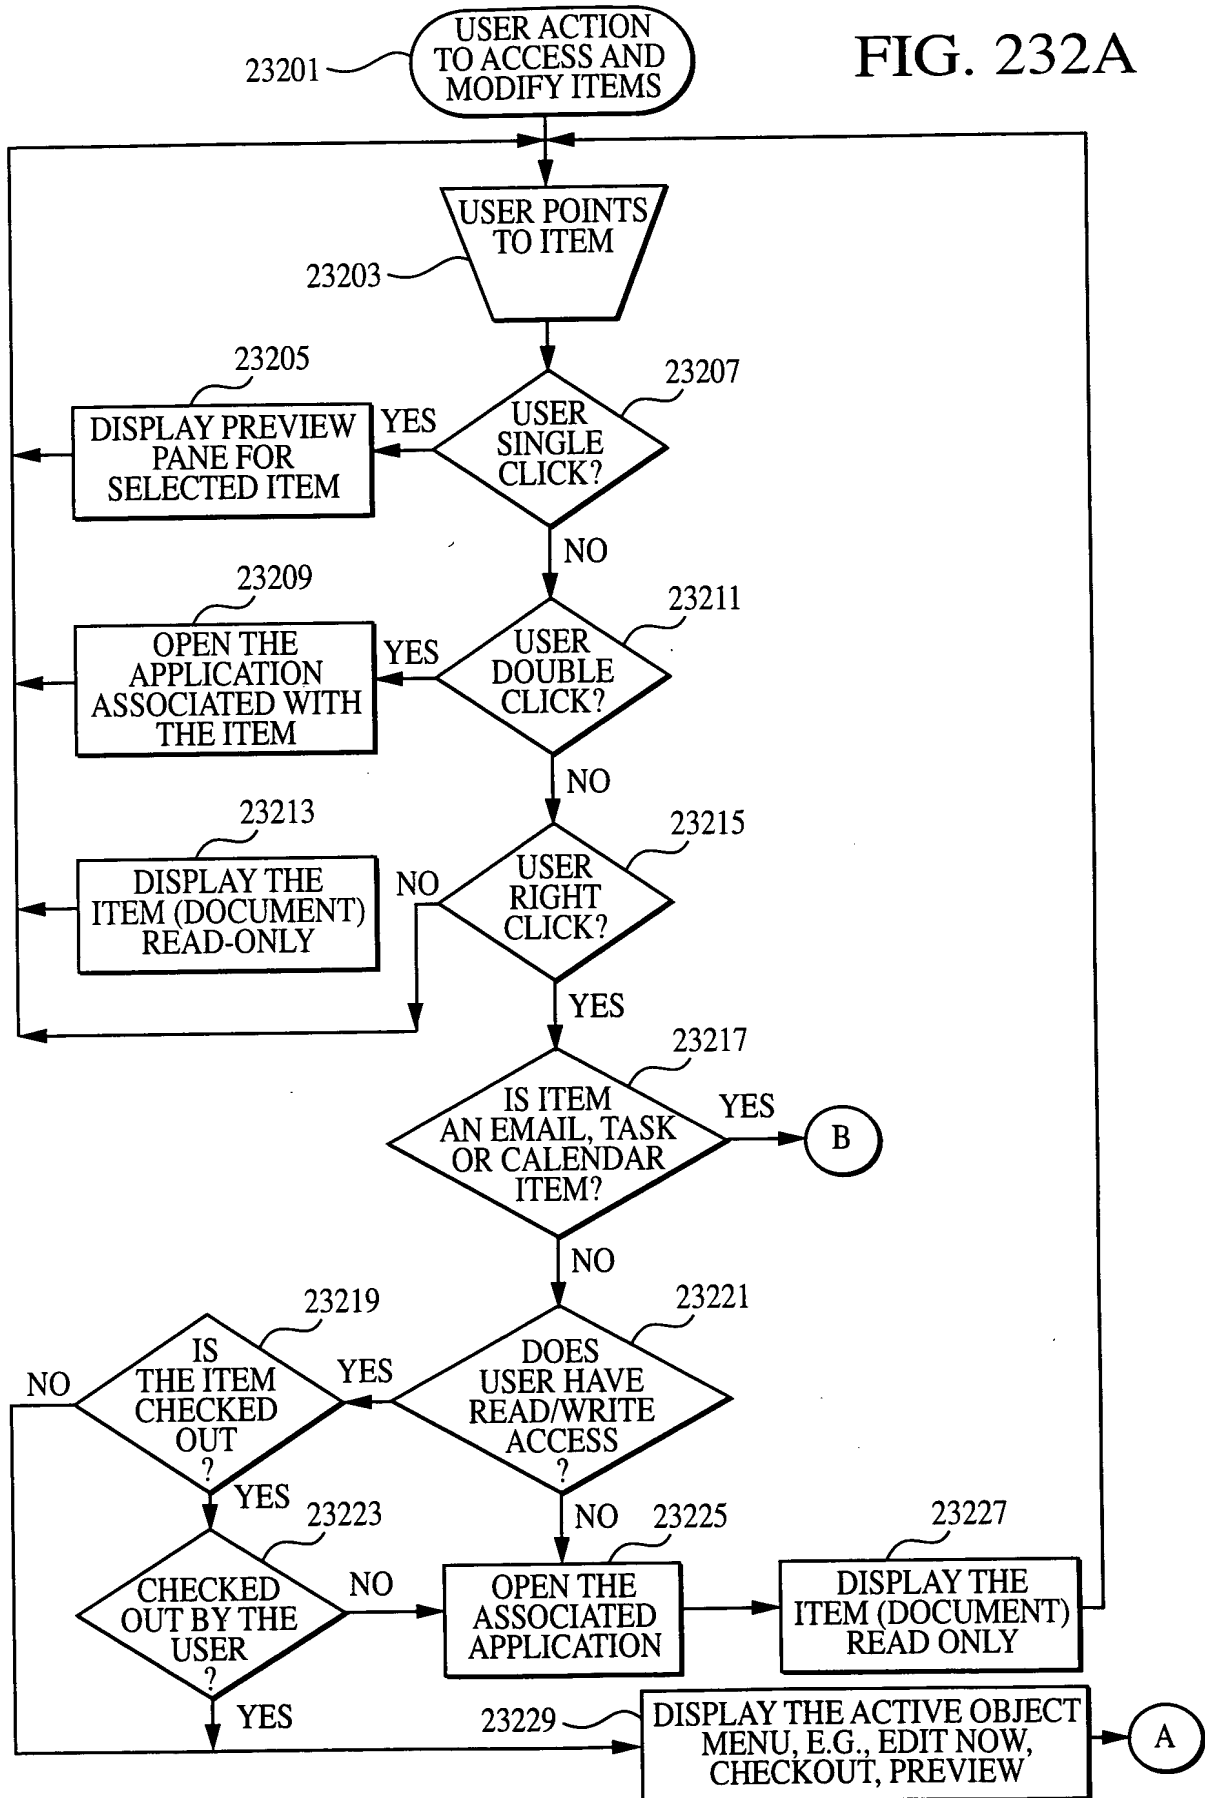 FIG. 232A
USER ACTION
TO ACCESS AND
MODIFY ITEMS
23201
USER POINTS
TO ITEM
23203
23205
DISPLAY PREVIEW
PANE FOR
SELECTED ITEM
YES
23207
USER
SINGLE
CLICK?
NO
23209
OPEN THE
APPLICATION
ASSOCIATED WITH
THE ITEM
YES
23211
USER
DOUBLE
CLICK?
NO
23213
DISPLAY THE
ITEM (DOCUMENT)
READ-ONLY
NO
23215
USER
RIGHT
CLICK?
YES
23217
IS ITEM
AN EMAIL, TASK
OR CALENDAR
ITEM?
YES
B
NO
23219
IS
THE ITEM
CHECKED
OUT
?
NO
YES
23221
DOES
USER HAVE
READ/WRITE
ACCESS
?
YES
NO
23223
CHECKED
OUT BY THE
USER
?
NO
23225
OPEN THE
ASSOCIATED
APPLICATION
23227
DISPLAY THE
ITEM (DOCUMENT)
READ ONLY
YES
23229
DISPLAY THE ACTIVE OBJECT
MENU, E.G., EDIT NOW,
CHECKOUT, PREVIEW
A